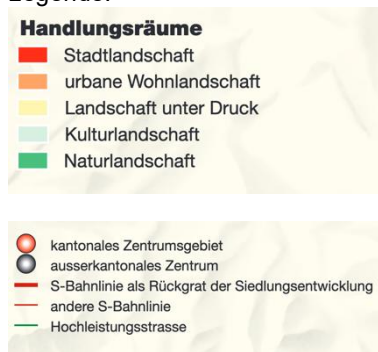 Handlungsräume
Stadtlandschaft
urbane Wohnlandschaft
Landschaft unter Druck
Kulturlandschaft
Naturlandschaft
kantonales Zentrumsgebiet
ausserkantonales Zentrum
S-Bahnlinie als Rückgrat der Siedlungsentwicklung
andere S-Bahnlinie
Hochleistungsstrasse